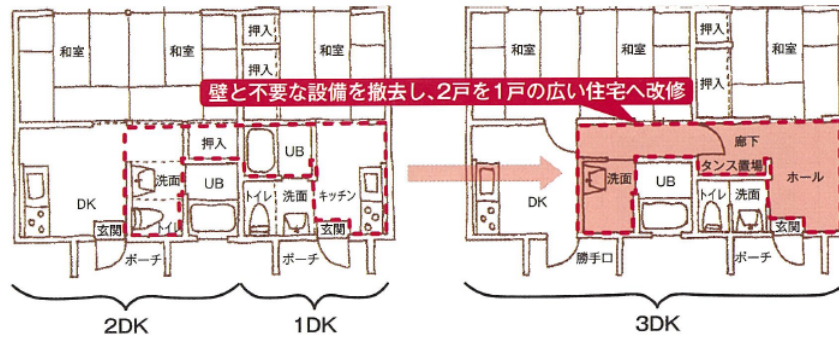 和室
和室
押入
押入
和室
和室
和室
押入
押入
和室
壁と不要な設備を撤去し、2戸を1戸の広い住宅へ改修
押入
UB
洗面
UB
DK
トイレ
トイレ
洗面
キッチン
玄関
玄関
ポーチ
ポーチ
2DK
1DK
廊下
タンス置場
ホール
洗面
UB
トイレ
洗面
DK
玄関
勝手口
ポーチ
3DK